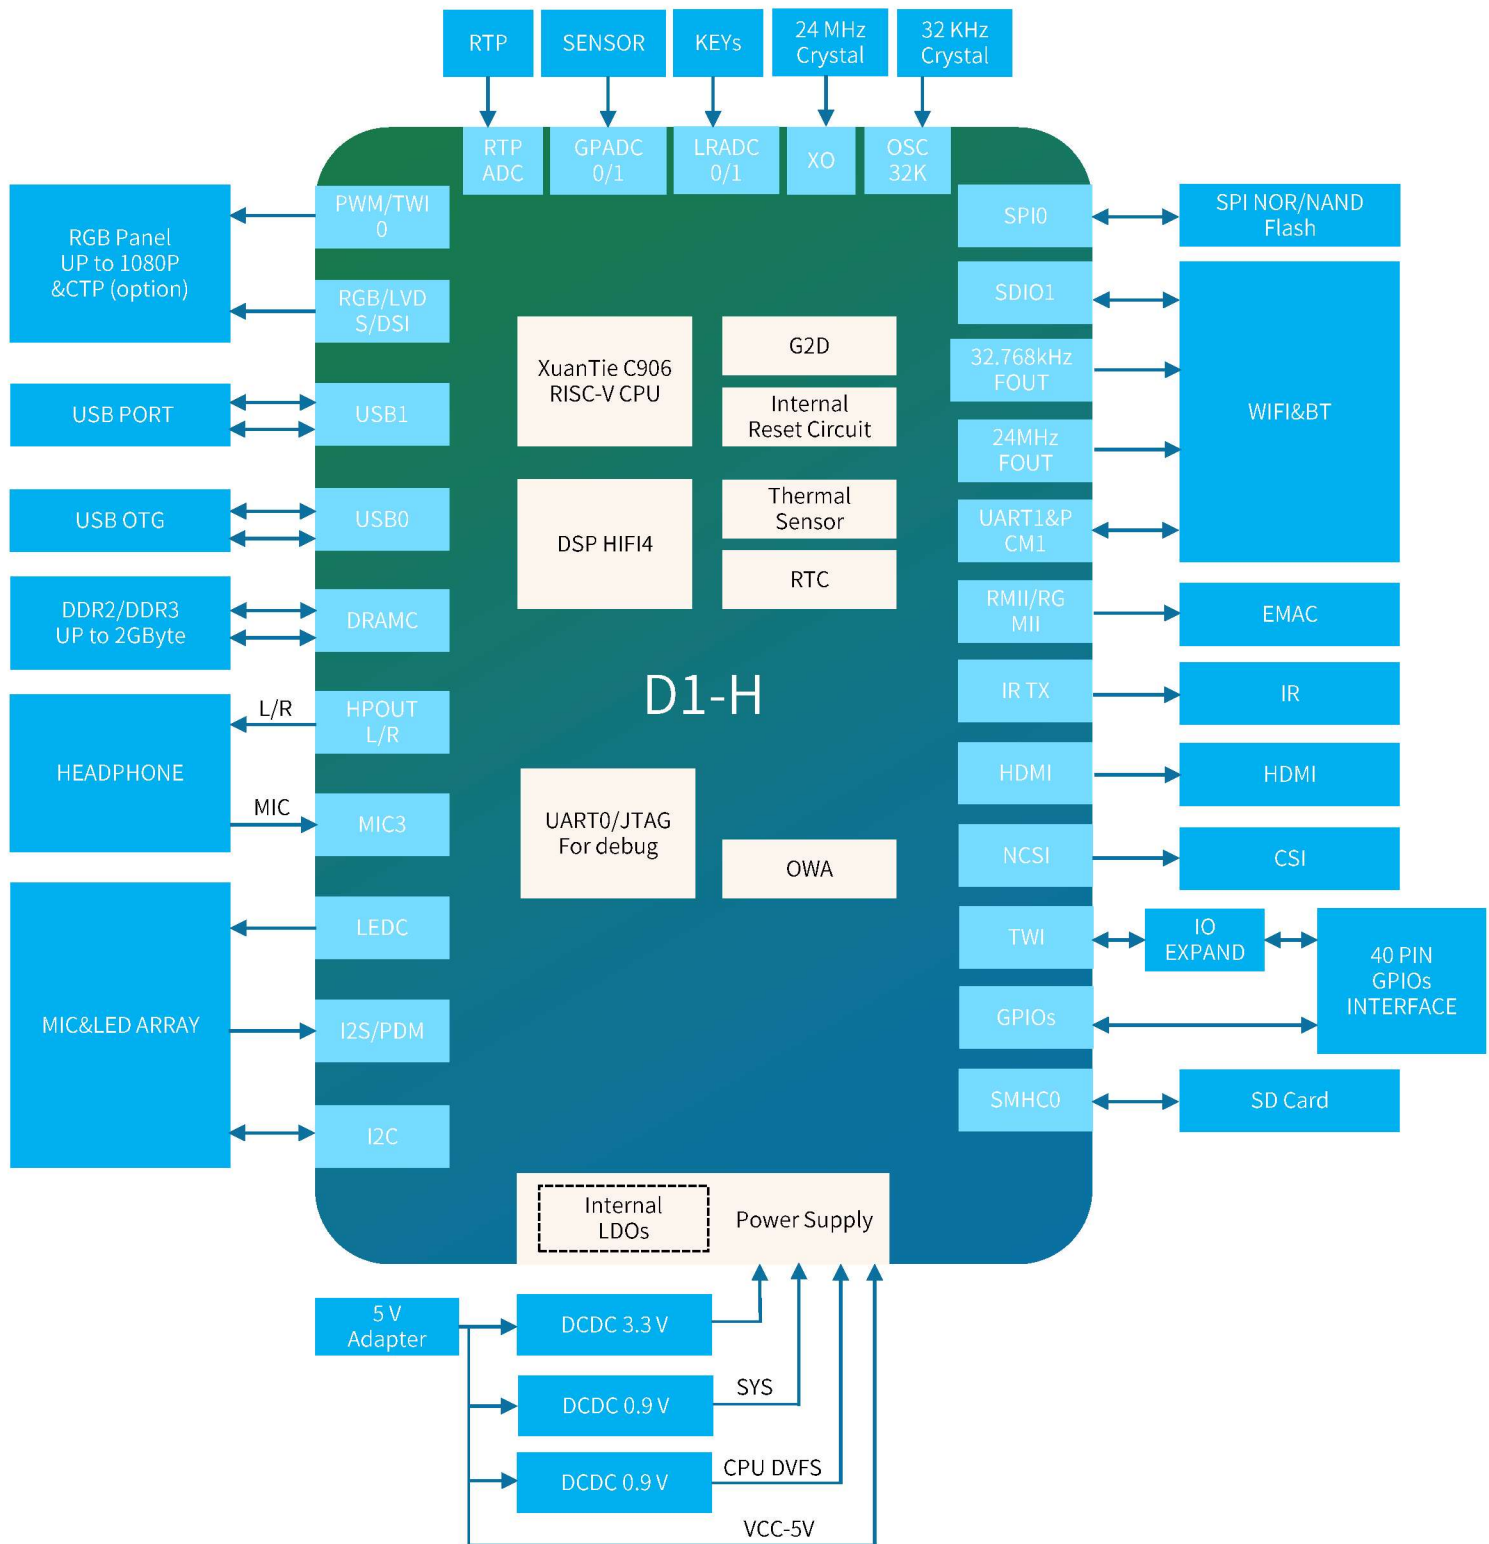 RTP
SENSOR
KEYs
24 MHz
Crystal
32 KHz
Crystal
RTP
ADC
GPADC
0/1
LRADC
0/1
XO
OSC
32K
RGB Panel
UP to 1080P
&CTP (option)
PWM/TWI
0
RGB/LVD
S/DSI
USB PORT
USB1
USB OTG
USB0
DDR2/DDR3
UP to 2GByte
DRAMC
HEADPHONE
L/R
HPOUT
L/R
MIC
MIC3
MIC&LED ARRAY
LEDC
I2S/PDM
I2C
XuanTie C906
RISC-V CPU
G2D
Internal
Reset Circuit
DSP HIFI4
Thermal
Sensor
RTC
D1-H
UART0/JTAG
For debug
OWA
SPI0
SPI NOR/NAND
Flash
SDIO1
32.768kHz
FOUT
24MHz
FOUT
UART1&P
CM1
WIFI&BT
RMII/RG
MII
EMAC
IR TX
IR
HDMI
HDMI
NCSI
CSI
TWI
IO
EXPAND
40 PIN
GPIOs
INTERFACE
GPIOs
SMHC0
SD Card
Internal
LDOs
Power Supply
5 V
Adapter
DCDC 3.3 V
DCDC 0.9 V
SYS
DCDC 0.9 V
CPU DVFS
VCC-5V